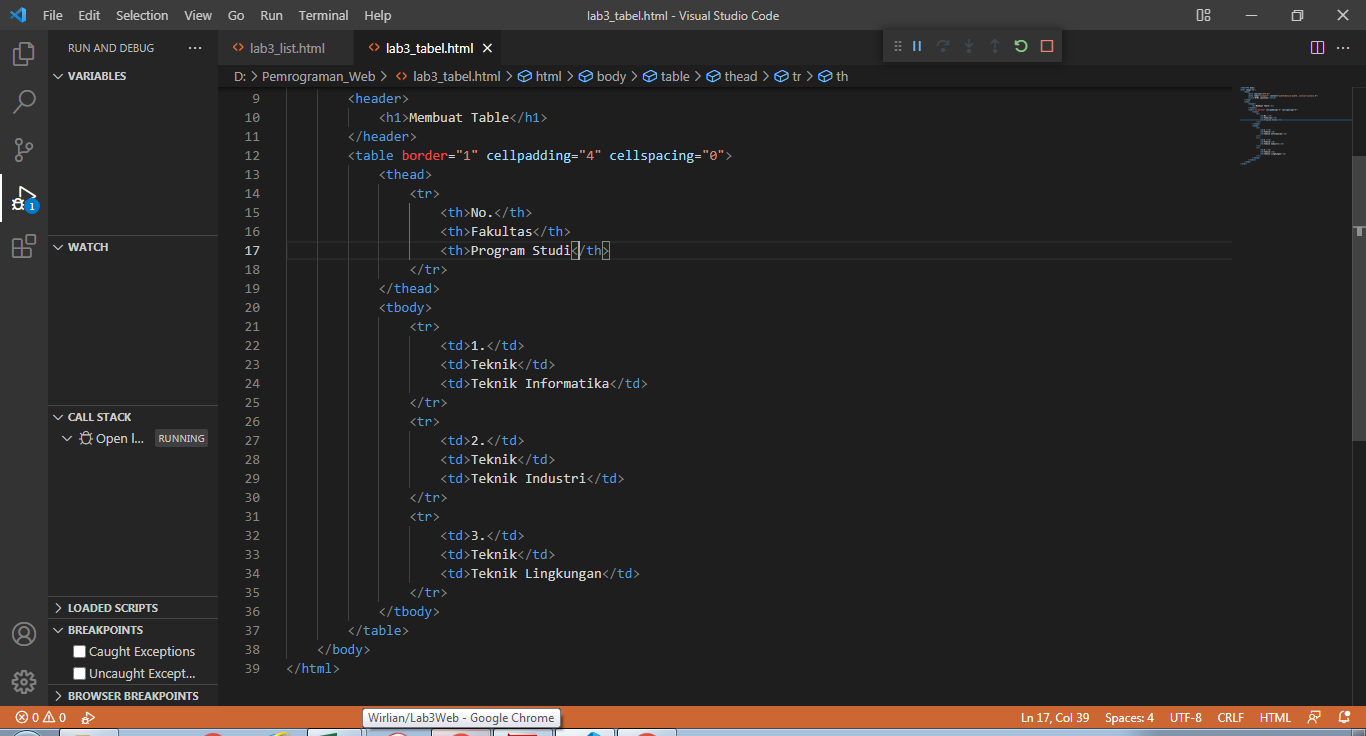 File Edit Selection View Go Run Terminal Help lab3_tabel.html - Visual Studio Code
RUN AND DEBUG ···
VARIABLES
WATCH
CALL STACK
Open l... RUNNING
LOADED SCRIPTS
BREAKPOINTS
Caught Exceptions
Uncaught Except...
BROWSER BREAKPOINTS
1
<> lab3_list.html <> lab3_tabel.html
D: > Pemrograman_Web > <> lab3_tabel.html > html > body > table > thead > tr > th
9 <header>
10 <h1>Membuat Table</h1>
11 </header>
12 <table border="1" cellpadding="4" cellspacing="0">
13 <thead>
14 <tr>
15 <th>No.</th>
16 <th>Fakultas</th>
17 <th>Program Studi</th>
18 </tr>
19 </thead>
20 <tbody>
21 <tr>
22 <td>1.</td>
23 <td>Teknik</td>
24 <td>Teknik Informatika</td>
25 </tr>
26 <tr>
27 <td>2.</td>
28 <td>Teknik</td>
29 <td>Teknik Industri</td>
30 </tr>
31 <tr>
32 <td>3.</td>
33 <td>Teknik</td>
34 <td>Teknik Lingkungan</td>
35 </tr>
36 </tbody>
37 </table>
38 </body>
39 </html>
0 0 Ln 17, Col 39 Spaces: 4 UTF-8 CRLF HTML
Wirlian/Lab3Web - Google Chrome